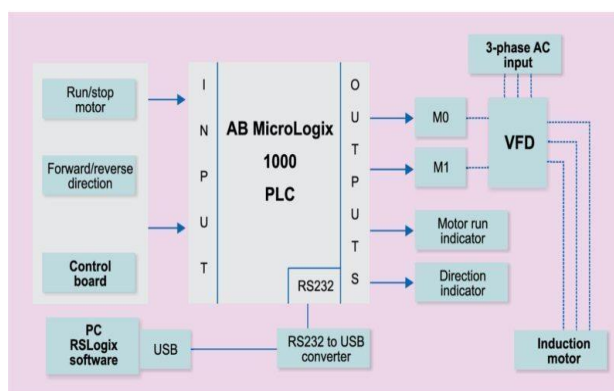 3-phase AC
input
Run/stop
motor
Forward/reverse
direction
Control
board
I
N
P
U
T
AB MicroLogix
1000
PLC
RS232
O
U
T
P
U
T
S
M0
M1
VFD
Motor run
indicator
Direction
indicator
Induction
motor
PC
RSLogix
software
USB
RS232 to USB
converter